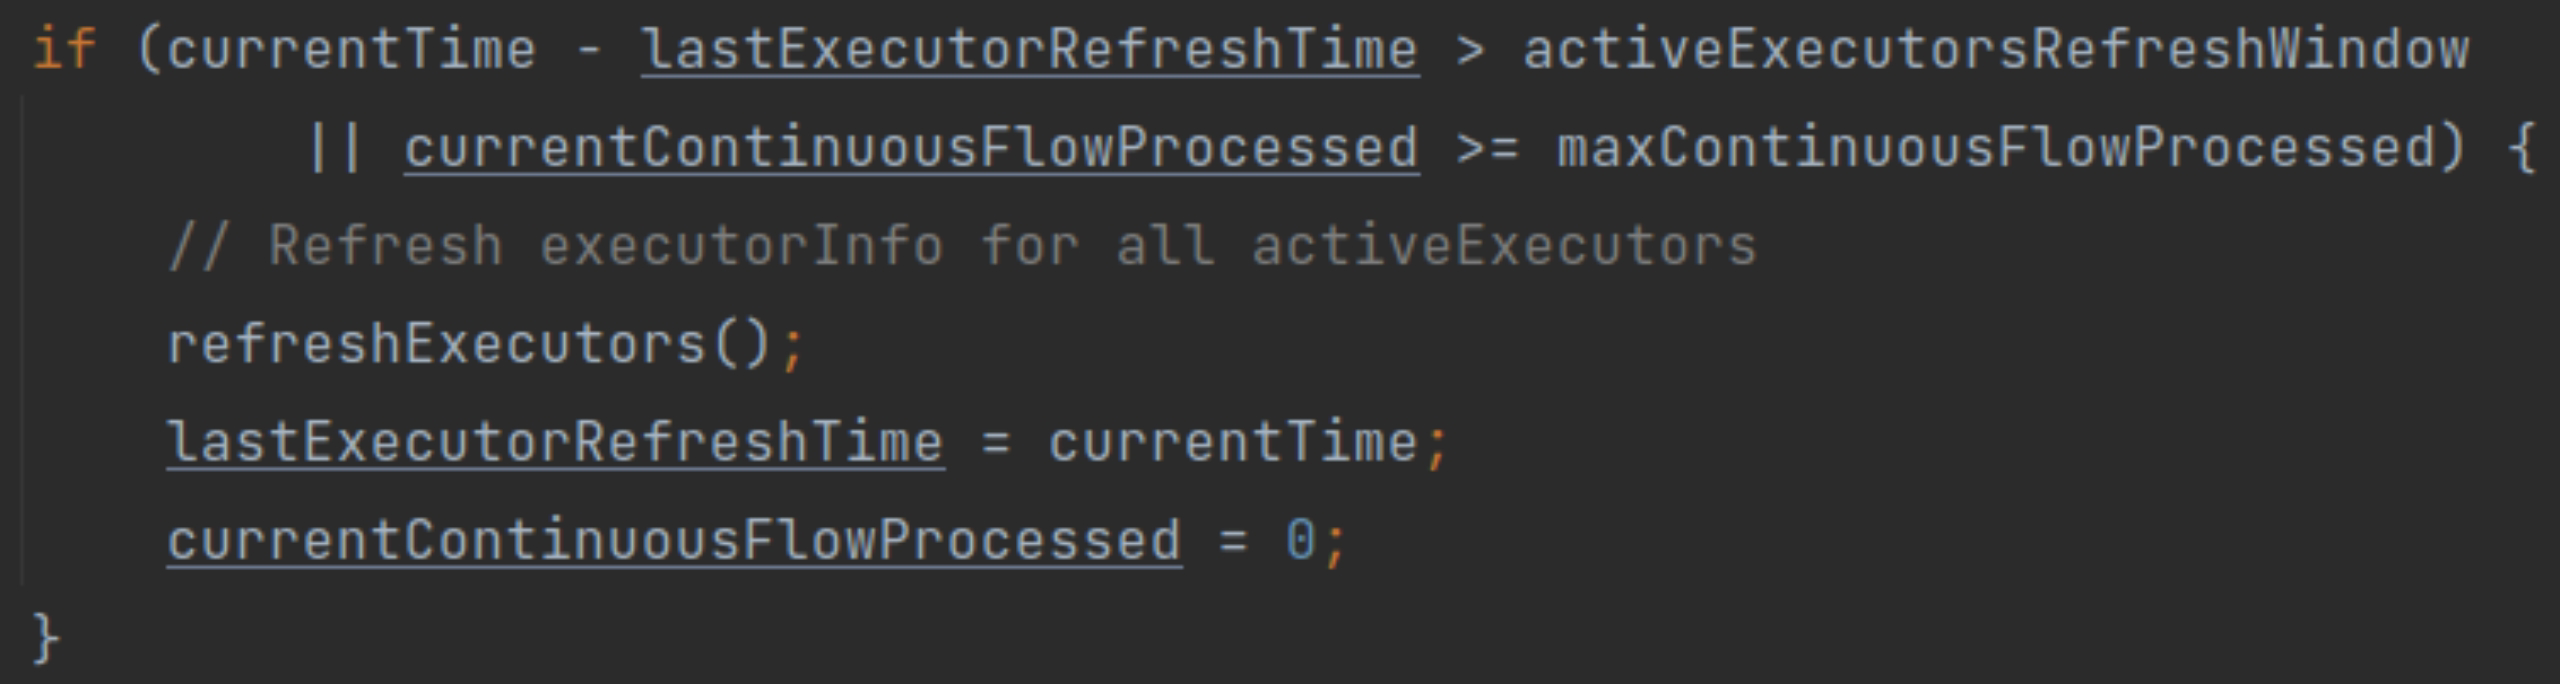 if (currentTime - lastExecutorRefreshTime > activeExecutorsRefreshWindow
|| currentContinuousFlowProcessed >= maxContinuousFlowProcessed) {
// Refresh executorInfo for all activeExecutors
refreshExecutors();
lastExecutorRefreshTime = currentTime;
currentContinuousFlowProcessed = 0;
}